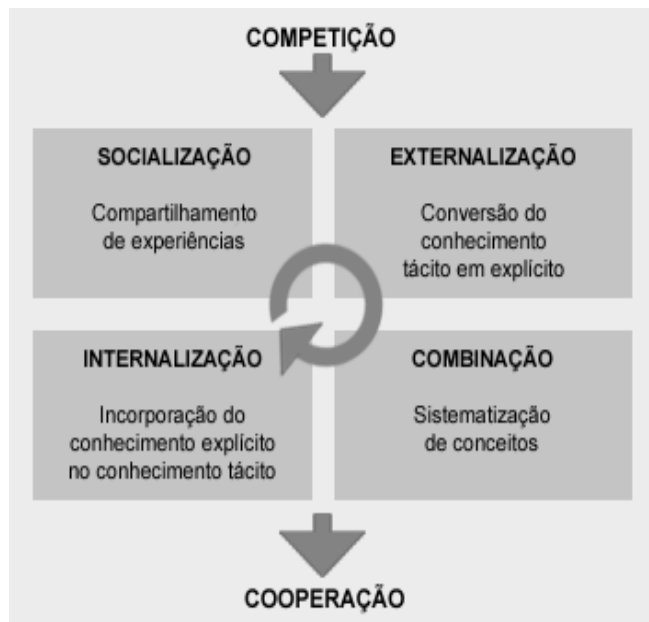 COMPETIÇÃO
SOCIALIZAÇÃO
Compartilhamento
de experiências
EXTERNALIZAÇÃO
Conversão do
conhecimento
tácito em explícito
INTERNALIZAÇÃO
Incorporação do
conhecimento explícito
no conhecimento tácito
COMBINAÇÃO
Sistematização
de conceitos
COOPERAÇÃO